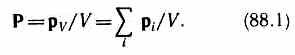 P = p_V/V = ∑_i p_i/V. (88.1)